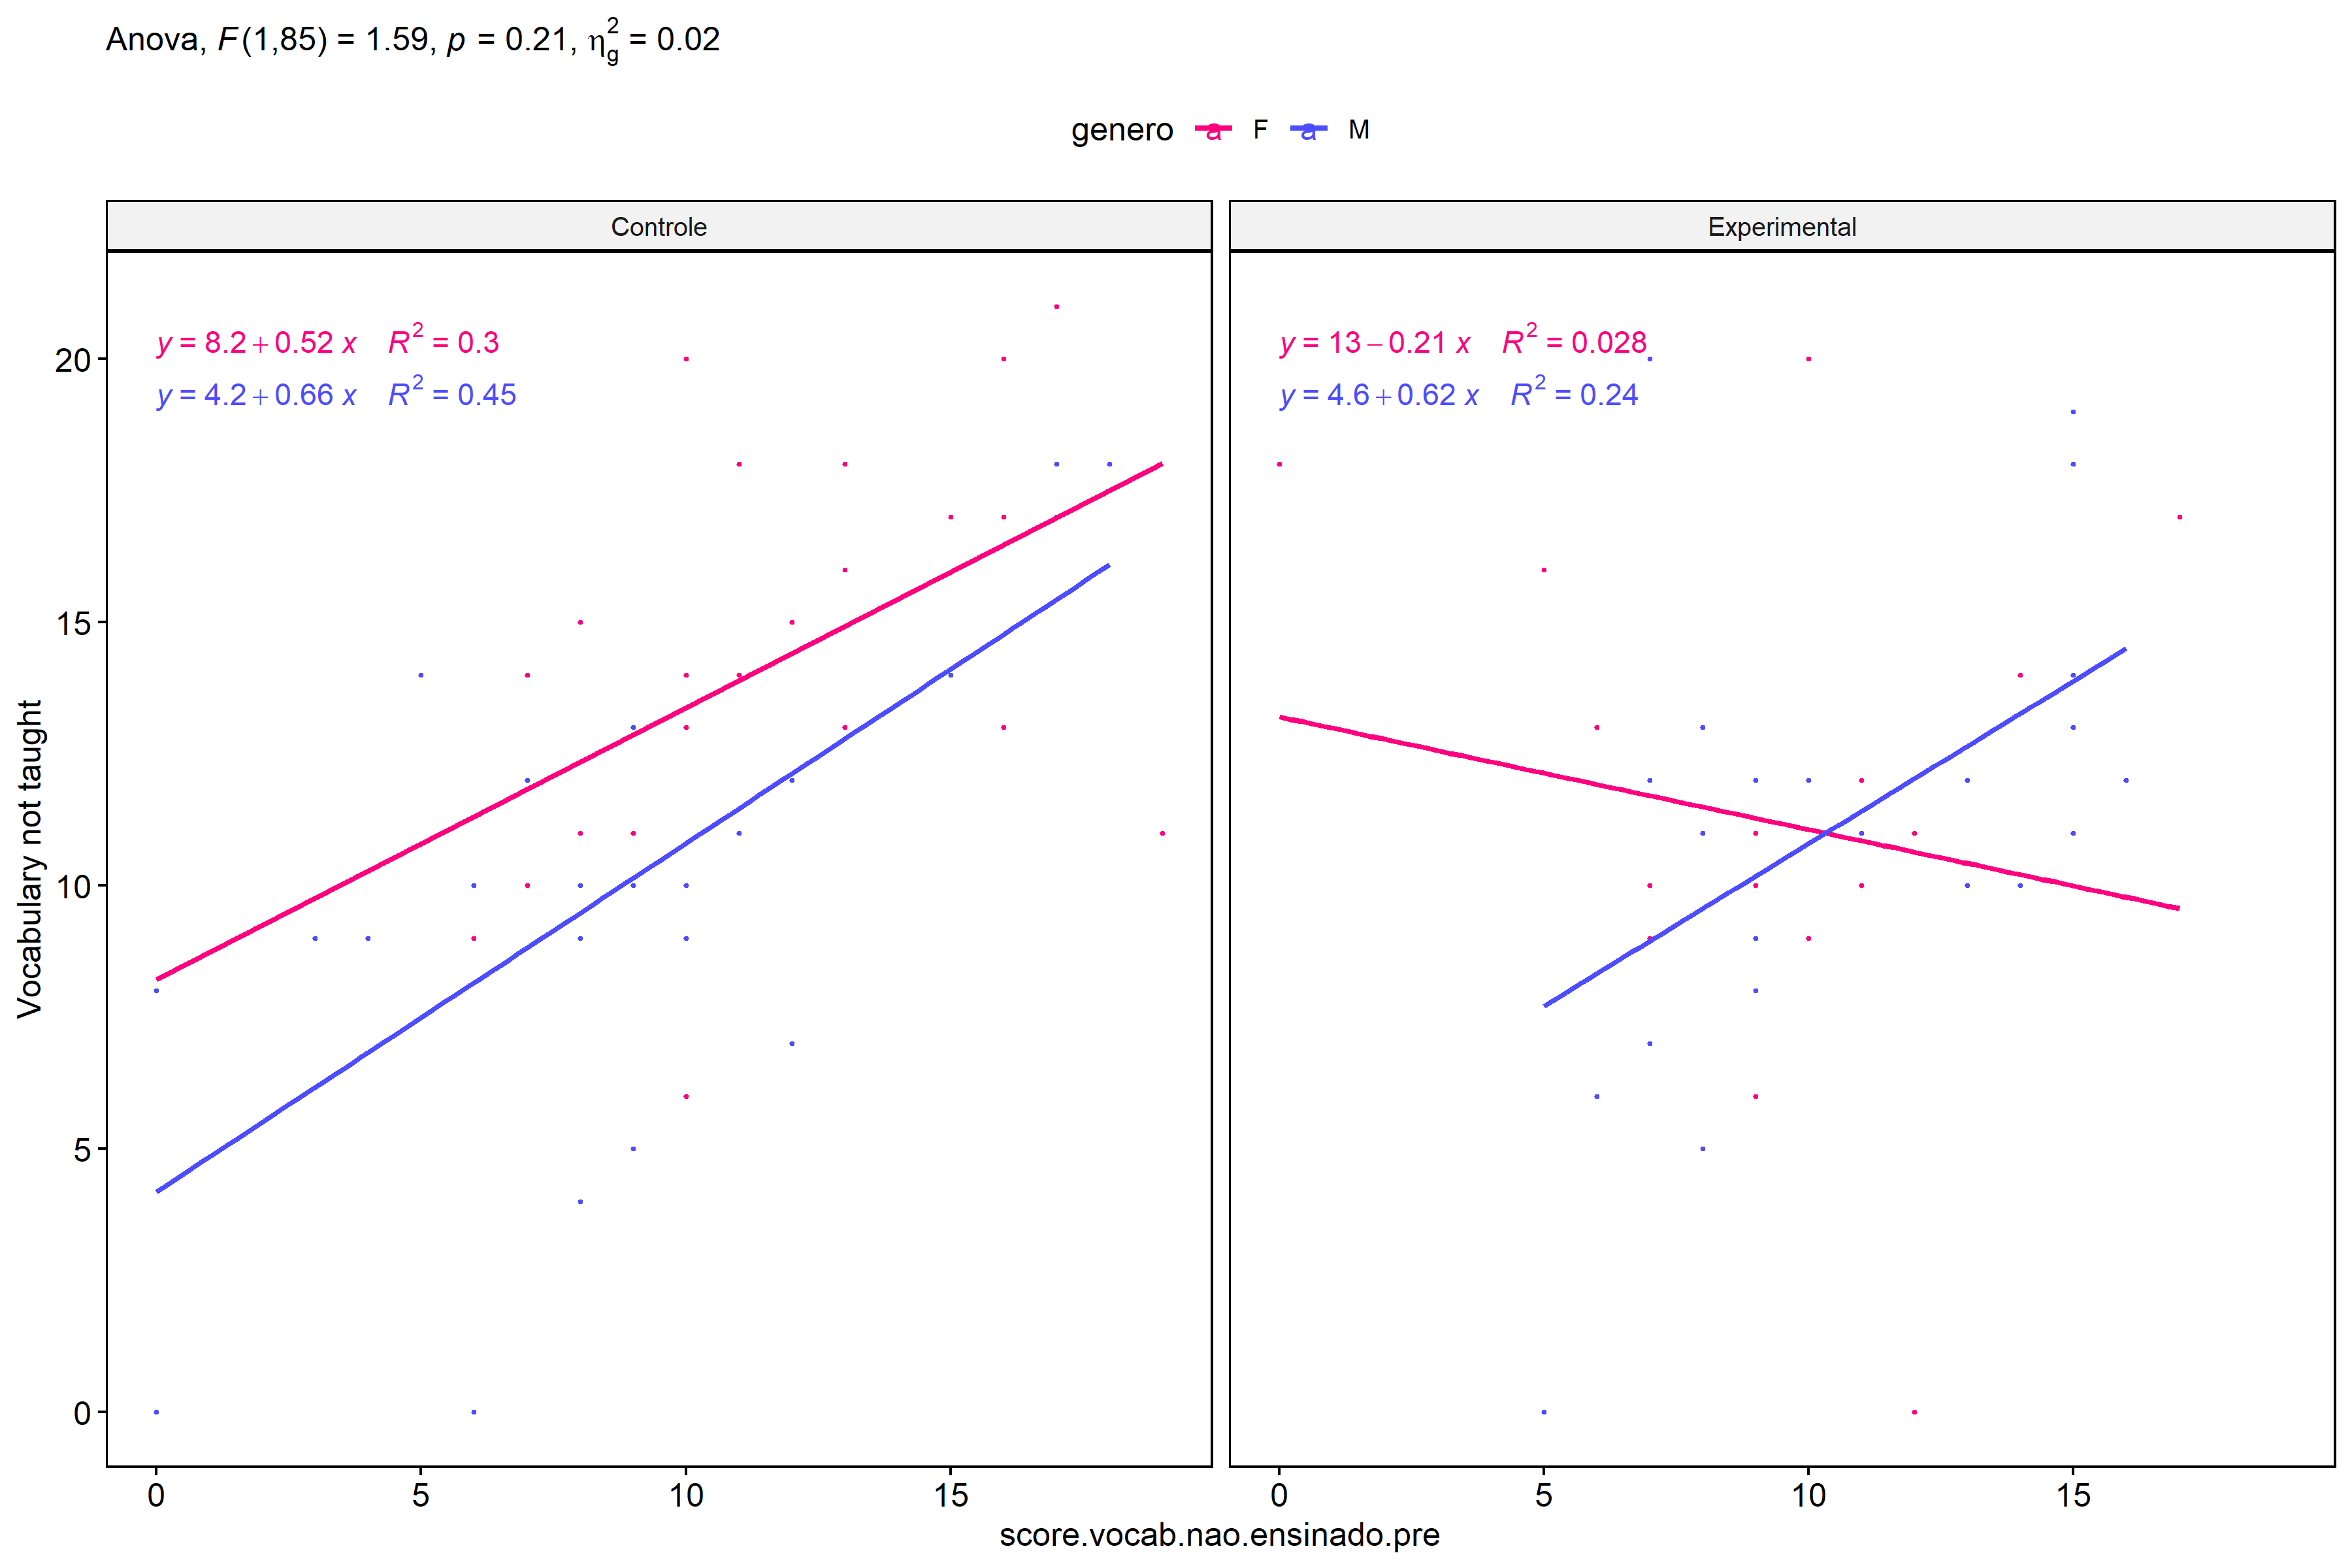 Anova, F(1,85) = 1.59, p = 0.21, η²g = 0.02
genero a F a M
Controle
Experimental
y = 8.2 + 0.52 x R² = 0.3
y = 4.2 + 0.66 x R² = 0.45
y = 13 − 0.21 x R² = 0.028
y = 4.6 + 0.62 x R² = 0.24
Vocabulary not taught
20
15
10
5
0
0 5 10 15
0 5 10 15
score.vocab.nao.ensinado.pre